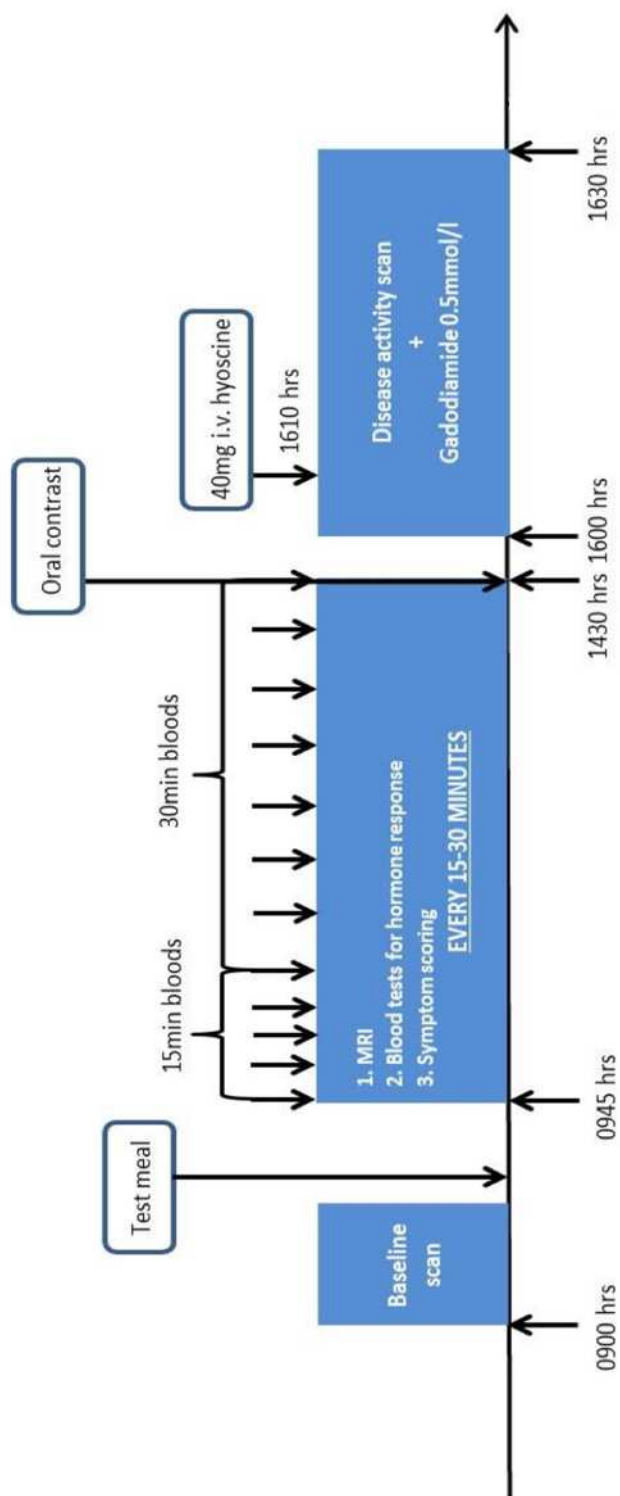 Test meal
Oral contrast
15min bloods
30min bloods
40mg i.v. hyoscine
1610 hrs
Baseline
scan
1. MRI
2. Blood tests for hormone response
3. Symptom scoring
EVERY 15-30 MINUTES
Disease activity scan
+
Gadodiamide 0.5mmol/l
0900 hrs
0945 hrs
1430 hrs
1600 hrs
1630 hrs